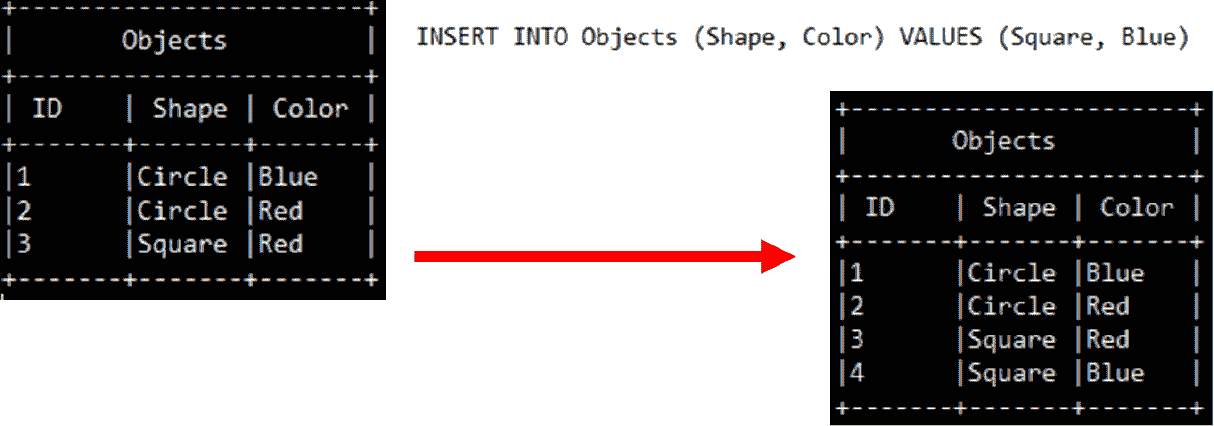 +-----------------------+
|       Objects         |
+-----------------------+
| ID    | Shape | Color |
+-------+-------+-------+
|1      |Circle |Blue   |
|2      |Circle |Red    |
|3      |Square |Red    |
+-------+-------+-------+
INSERT INTO Objects (Shape, Color) VALUES (Square, Blue)
+-----------------------+
|       Objects         |
+-----------------------+
| ID    | Shape | Color |
+-------+-------+-------+
|1      |Circle |Blue   |
|2      |Circle |Red    |
|3      |Square |Red    |
|4      |Square |Blue   |
+-------+-------+-------+